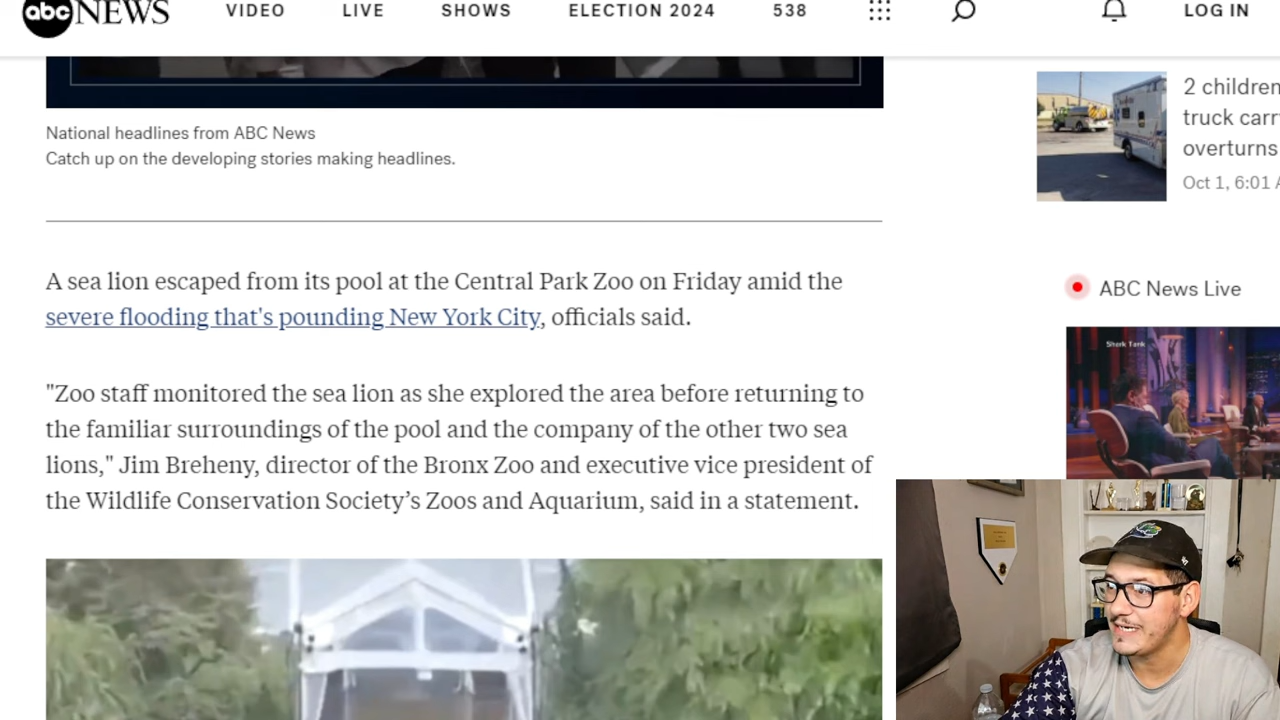 abc NEWS VIDEO LIVE SHOWS ELECTION 2024 538 LOG IN
National headlines from ABC News
Catch up on the developing stories making headlines.
A sea lion escaped from its pool at the Central Park Zoo on Friday amid the
severe flooding that's pounding New York City, officials said.
"Zoo staff monitored the sea lion as she explored the area before returning to
the familiar surroundings of the pool and the company of the other two sea
lions," Jim Breheny, director of the Bronx Zoo and executive vice president of
the Wildlife Conservation Society’s Zoos and Aquarium, said in a statement.
2 children
truck carr
overturns
Oct 1, 6:01 A
ABC News Live
Shark Tank